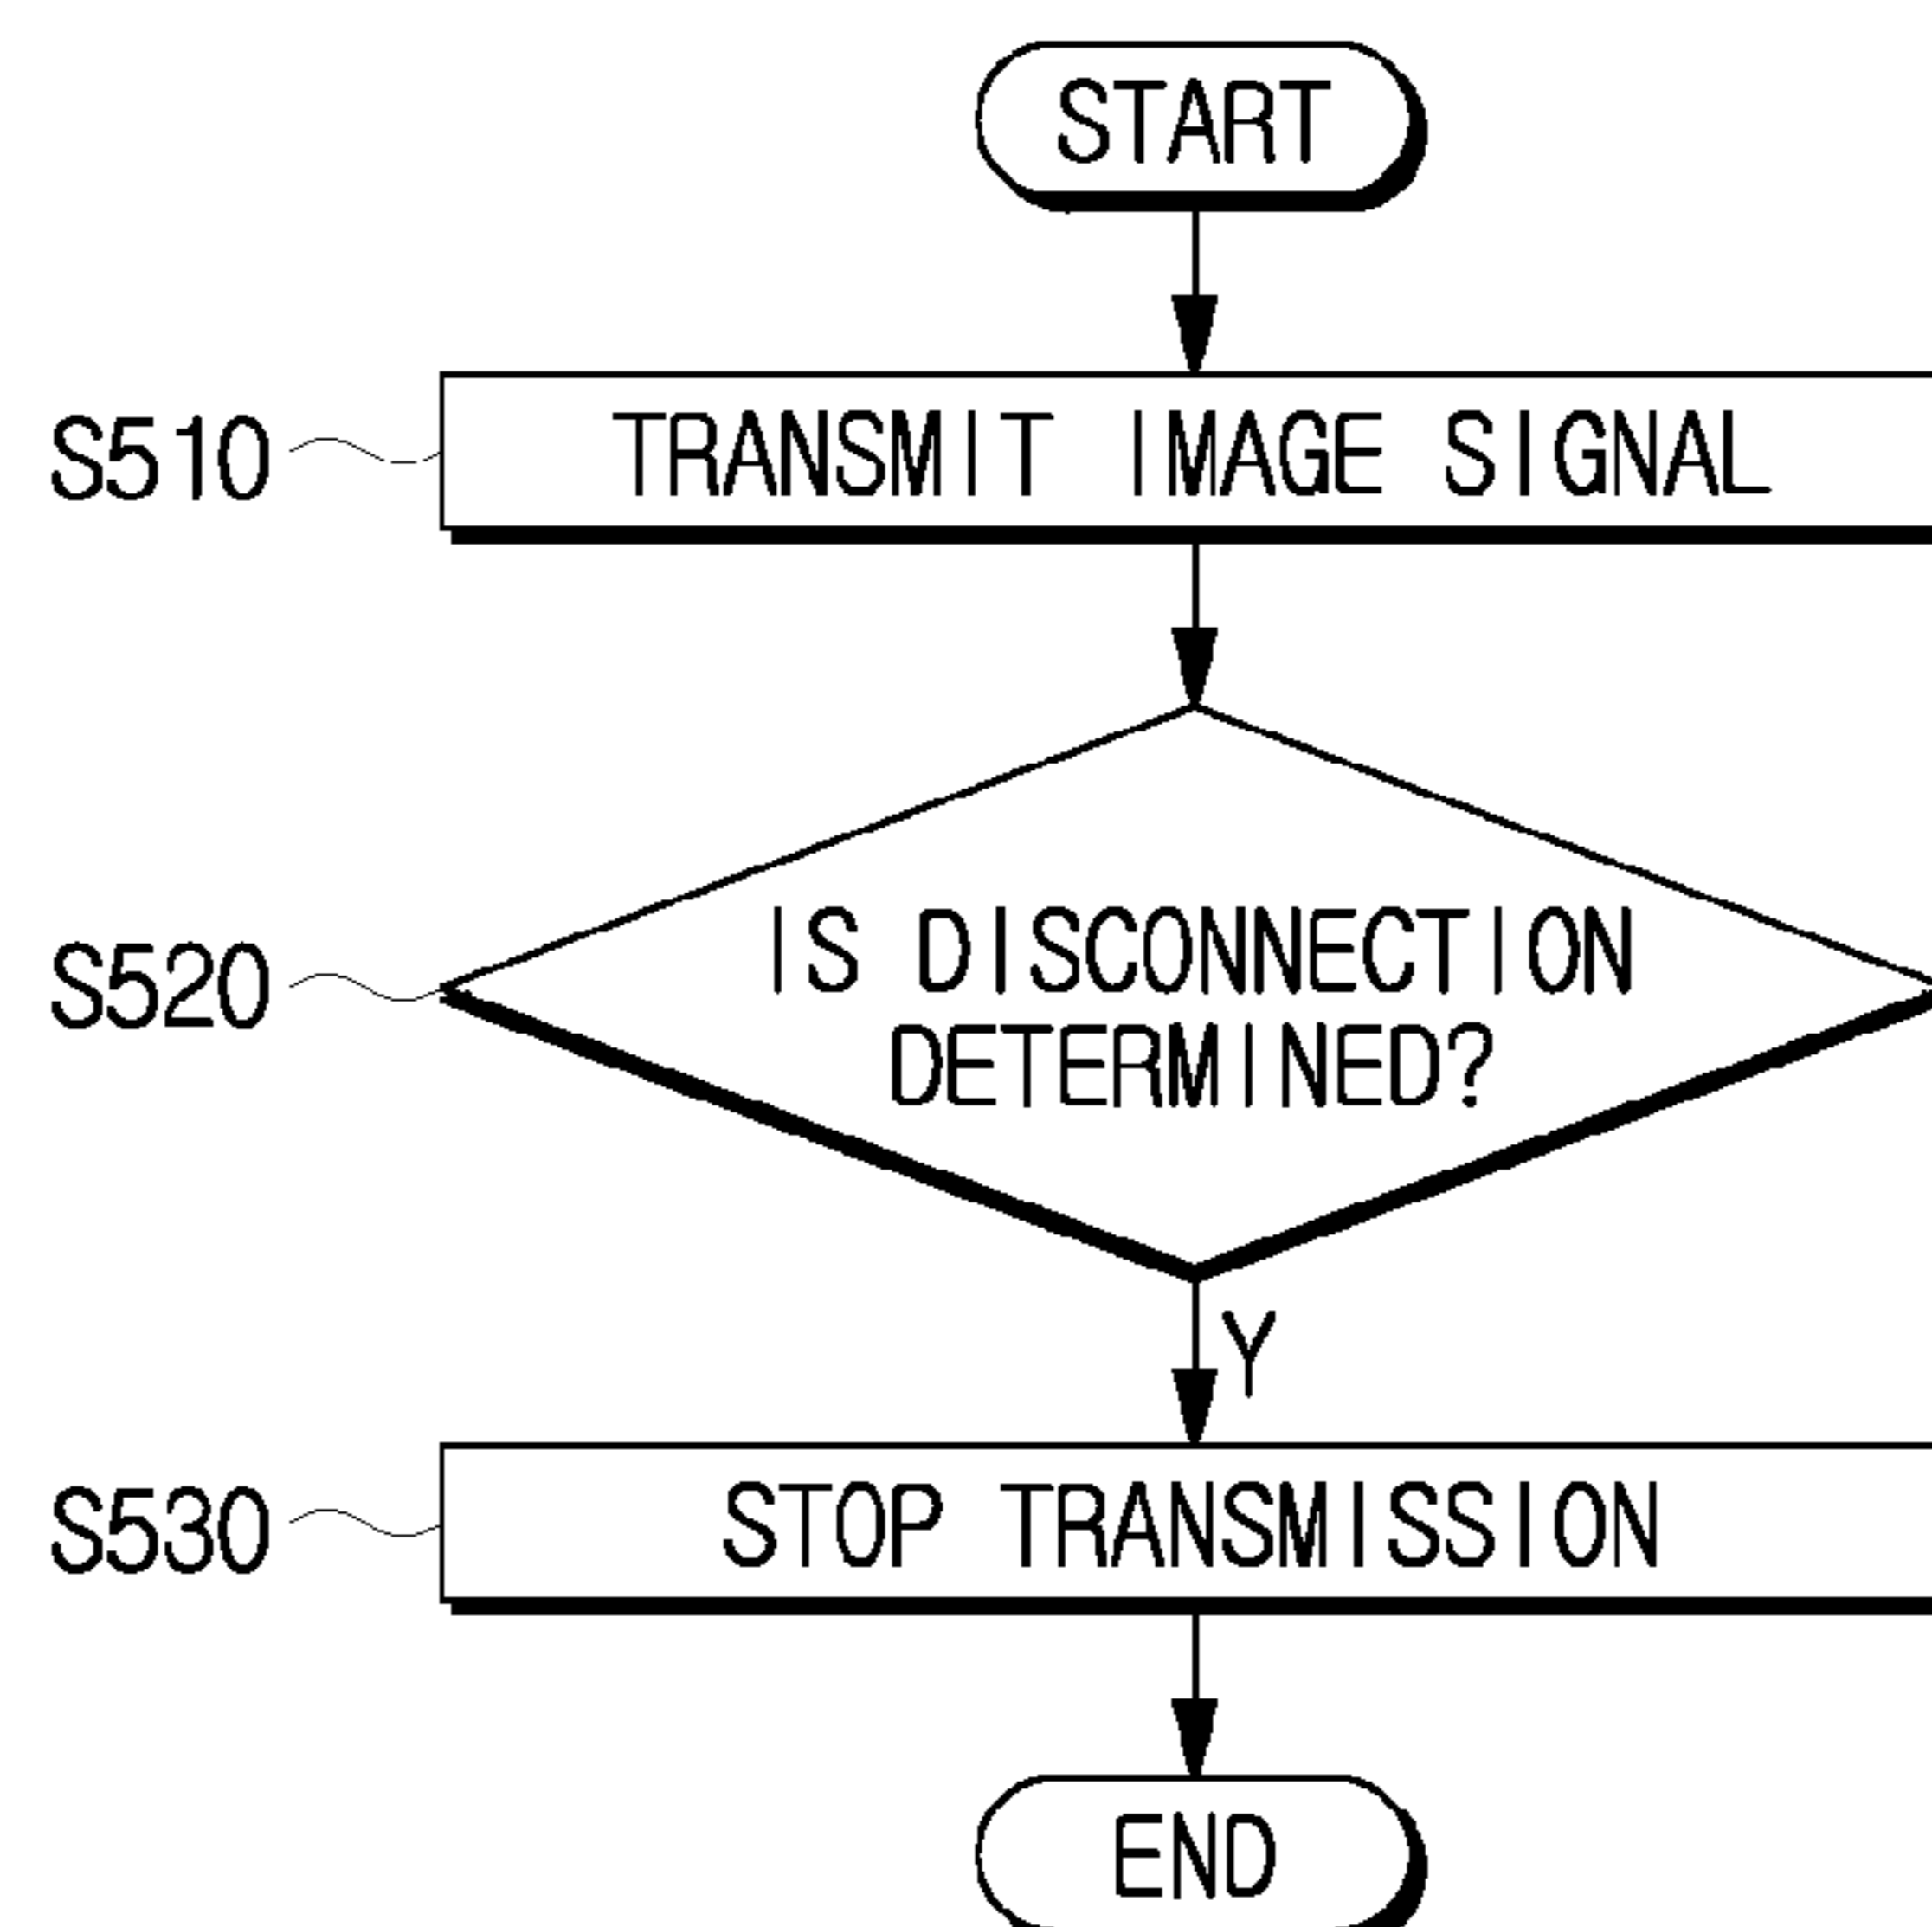 START
S510
TRANSMIT IMAGE SIGNAL
S520
IS DISCONNECTION
DETERMINED?
Y
S530
STOP TRANSMISSION
END